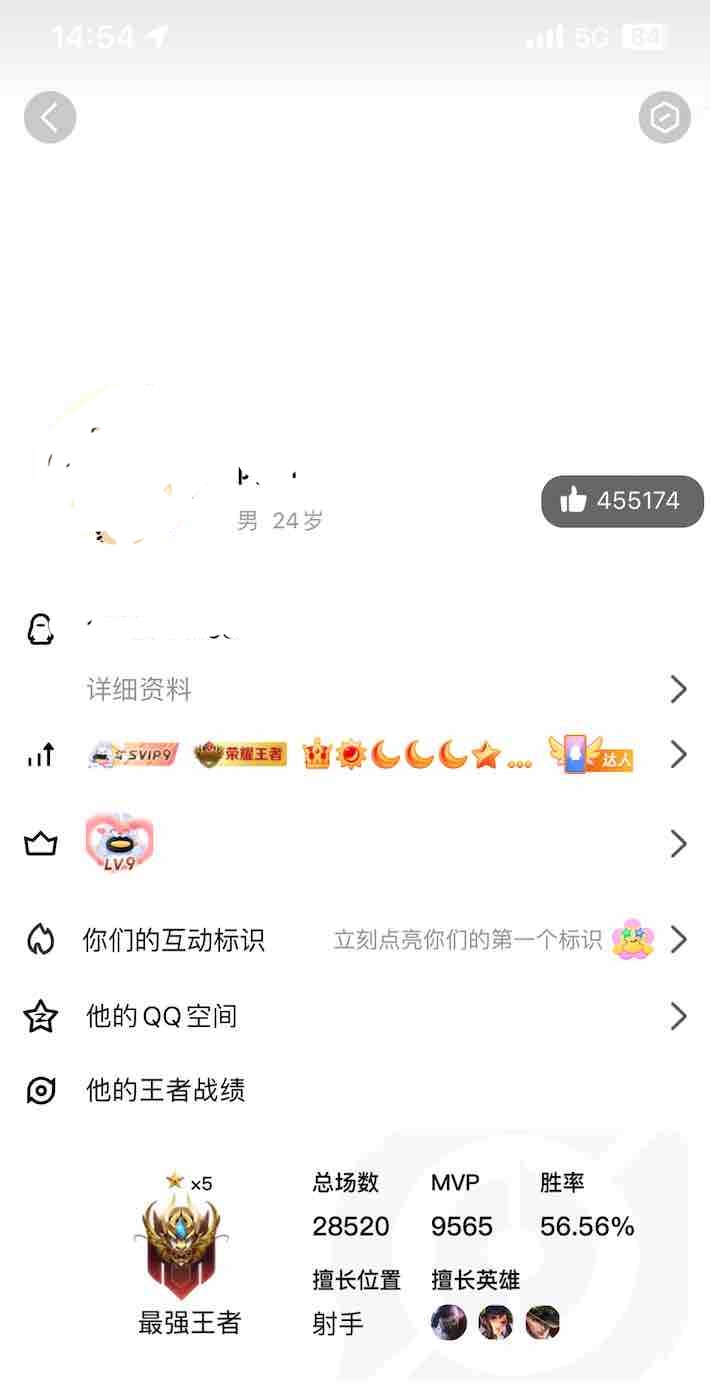 14:54
5G 84
男 24岁
455174
详细资料
SVIP9 荣耀王者 ... 达人
LV.9
你们的互动标识 立刻点亮你们的第一个标识
他的QQ空间
他的王者战绩
x5
最强王者
总场数 MVP 胜率
28520 9565 56.56%
擅长位置 擅长英雄
射手